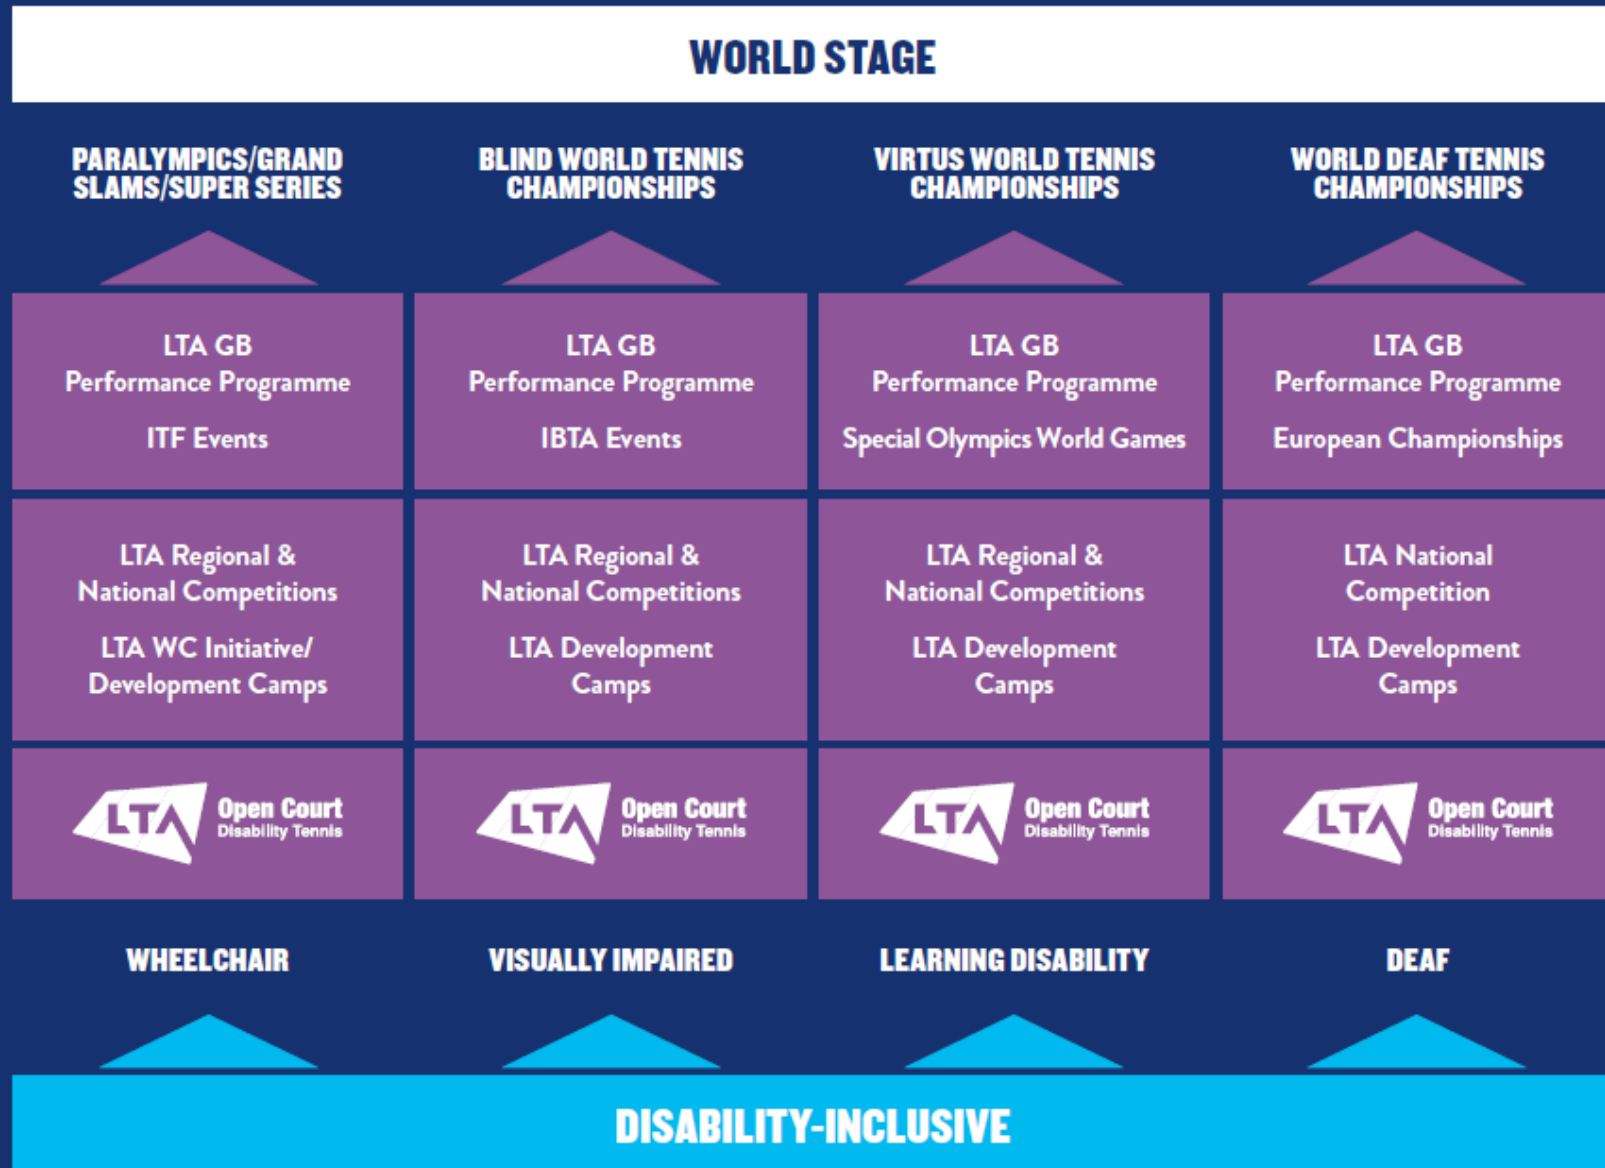 WORLD STAGE
PARALYMPICS/GRAND
SLAMS/SUPER SERIES
BLIND WORLD TENNIS
CHAMPIONSHIPS
VIRTUS WORLD TENNIS
CHAMPIONSHIPS
WORLD DEAF TENNIS
CHAMPIONSHIPS
LTA GB
Performance Programme
ITF Events
LTA GB
Performance Programme
IBTA Events
LTA GB
Performance Programme
Special Olympics World Games
LTA GB
Performance Programme
European Championships
LTA Regional &
National Competitions
LTA WC Initiative/
Development Camps
LTA Regional &
National Competitions
LTA Development
Camps
LTA Regional &
National Competitions
LTA Development
Camps
LTA National
Competition
LTA Development
Camps
LTA Open Court
Disability Tennis
LTA Open Court
Disability Tennis
LTA Open Court
Disability Tennis
LTA Open Court
Disability Tennis
WHEELCHAIR
VISUALLY IMPAIRED
LEARNING DISABILITY
DEAF
DISABILITY-INCLUSIVE